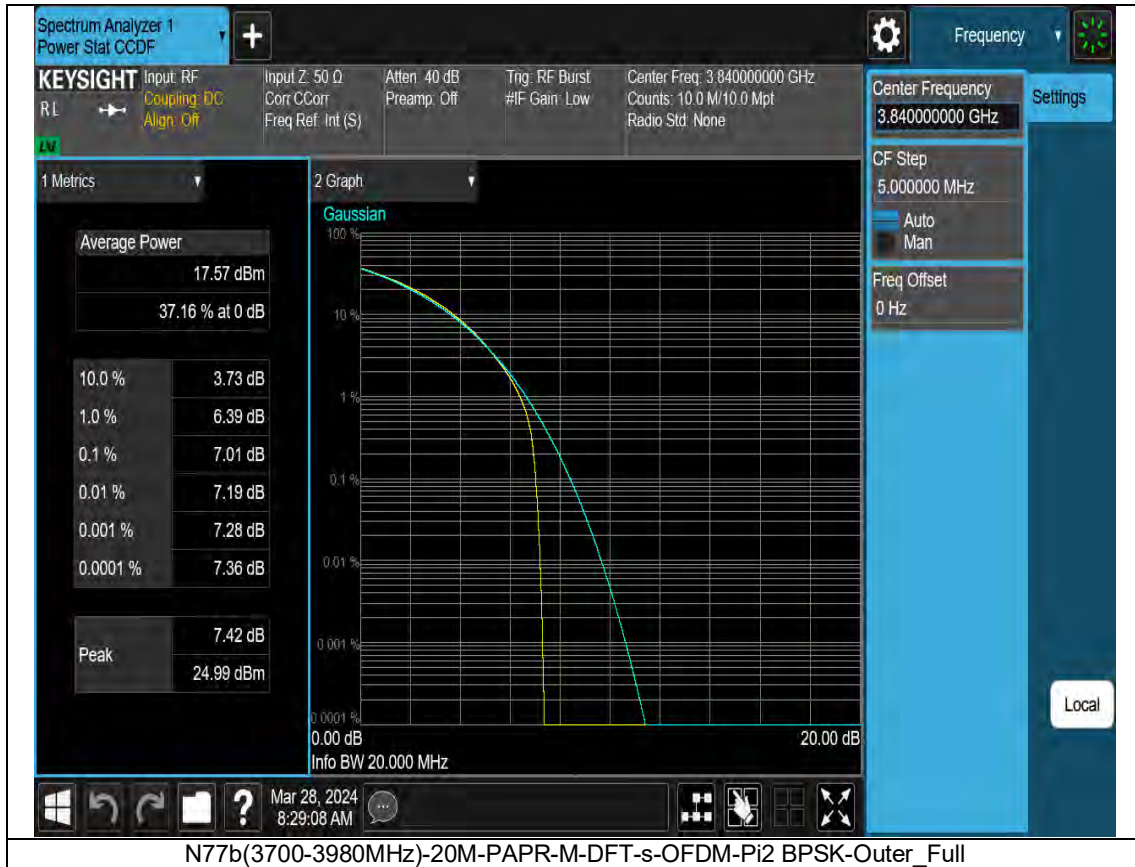 Spectrum Analyzer 1
Power Stat CCDF
+
Frequency
KEYSIGHT
RL
LNI
Input: RF
Coupling: DC
Align: Off
Input Z: 50 Ω
Corr CCorr
Freq Ref: Int (S)
Atten: 40 dB
Preamp: Off
Trig: RF Burst
#IF Gain: Low
Center Freq: 3.840000000 GHz
Counts: 10.0 M/10.0 Mpt
Radio Std: None
Center Frequency
3.840000000 GHz
Settings
CF Step
5.000000 MHz
Auto
Man
Freq Offset
0 Hz
Local
1 Metrics
Average Power
17.57 dBm
37.16 % at 0 dB
10.0 % 3.73 dB
1.0 % 6.39 dB
0.1 % 7.01 dB
0.01 % 7.19 dB
0.001 % 7.28 dB
0.0001 % 7.36 dB
Peak
7.42 dB
24.99 dBm
2 Graph
Gaussian
100 %
10 %
1 %
0.1 %
0.01 %
0.001 %
0.0001 %
0.00 dB 20.00 dB
Info BW 20.000 MHz
?
Mar 28, 2024
8:29:08 AM
N77b(3700-3980MHz)-20M-PAPR-M-DFT-s-OFDM-Pi2 BPSK-Outer_Full